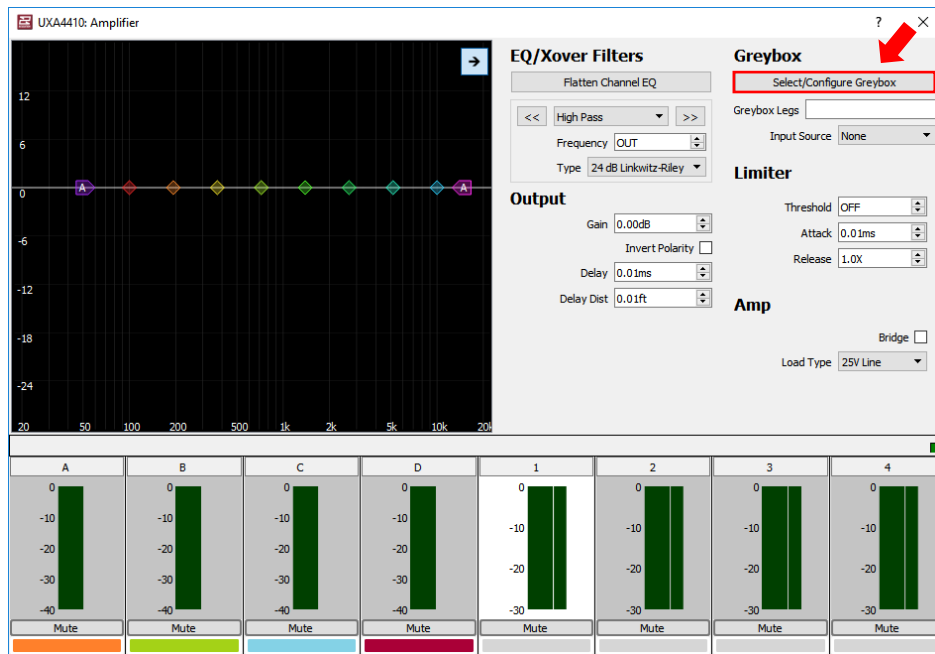 UXA4410: Amplifier
?
12
6
0
-6
-12
-18
-24
A
A
20 50 100 200 500 1k 2k 5k 10k 20k
EQ/Xover Filters
Flatten Channel EQ
<< High Pass >>
Frequency OUT
Type 24 dB Linkwitz-Riley
Output
Gain 0.00dB
Invert Polarity
Delay 0.01ms
Delay Dist 0.01ft
Greybox
Select/Configure Greybox
Greybox Legs
Input Source None
Limiter
Threshold OFF
Attack 0.01ms
Release 1.0X
Amp
Bridge
Load Type 25V Line
A B C D 1 2 3 4
0 0 0 0 0 0 0 0
-10 -10 -10 -10 -10 -10 -10 -10
-20 -20 -20 -20 -20 -20 -20 -20
-30 -30 -30 -30
-40 -40 -40 -40 -30 -30 -30 -30
Mute Mute Mute Mute Mute Mute Mute Mute